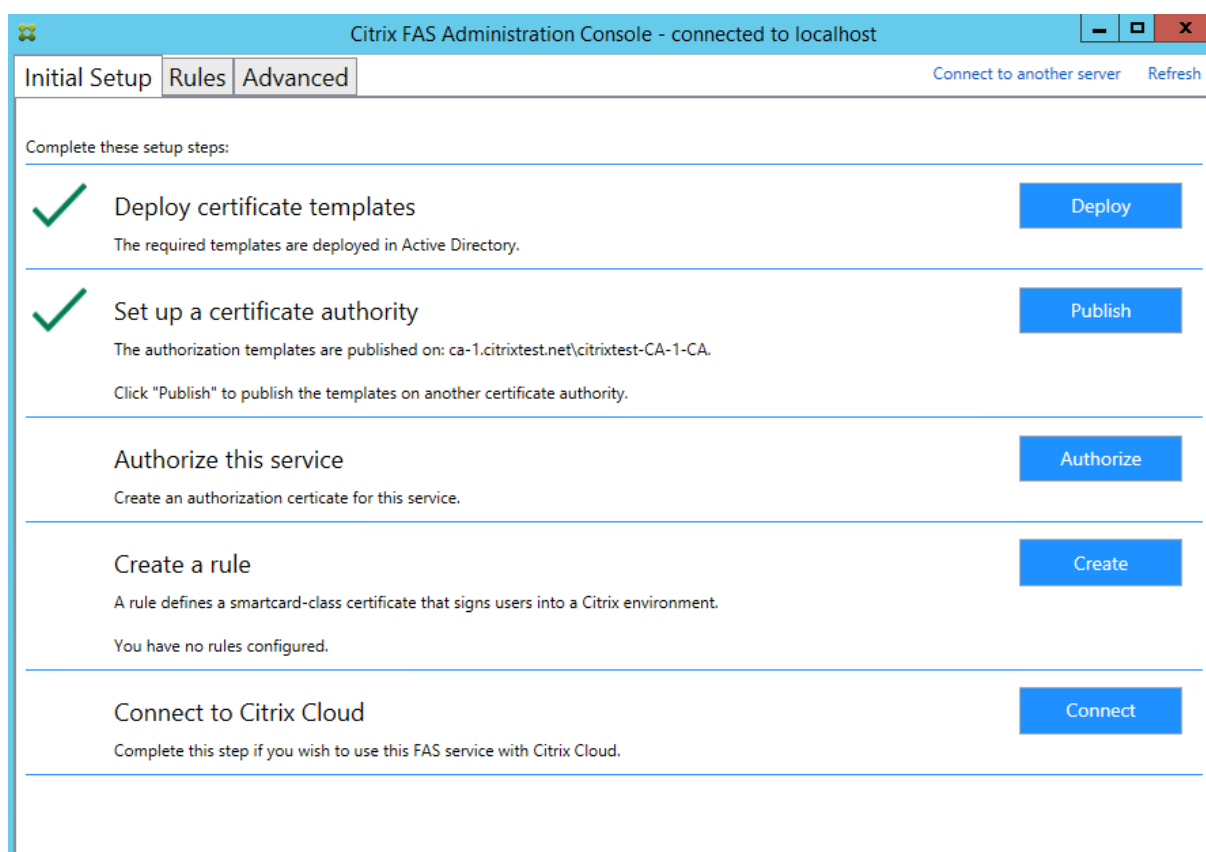 Citrix FAS Administration Console - connected to localhost
Initial Setup Rules Advanced Connect to another server Refresh
Complete these setup steps:
Deploy certificate templates Deploy
The required templates are deployed in Active Directory.
Set up a certificate authority Publish
The authorization templates are published on: ca-1.citrixtest.net\citrixtest-CA-1-CA.
Click "Publish" to publish the templates on another certificate authority.
Authorize this service Authorize
Create an authorization certicate for this service.
Create a rule Create
A rule defines a smartcard-class certificate that signs users into a Citrix environment.
You have no rules configured.
Connect to Citrix Cloud Connect
Complete this step if you wish to use this FAS service with Citrix Cloud.